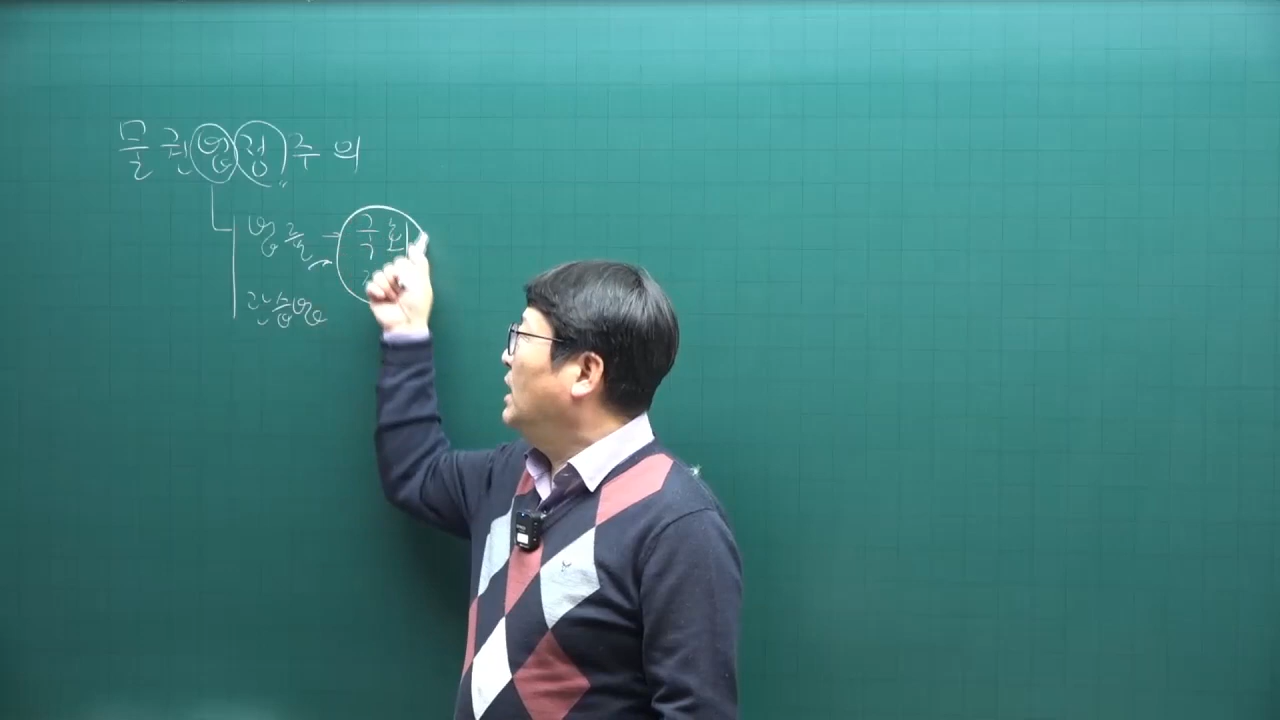 물권법정주의
법률 → 국회
관습법